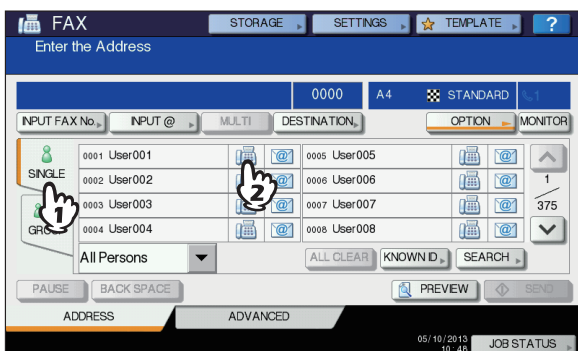 FAX STORAGE SETTINGS TEMPLATE ?
Enter the Address
0000 A4 STANDARD 1
INPUT FAX No. INPUT @ MULTI DESTINATION OPTION MONITOR
SINGLE
0001 User001 @ 0005 User005 @
0002 User002 @ 0006 User006 @
1
2
1
375
0003 User003 @ 0007 User007 @
0004 User004 @ 0008 User008 @
All Persons ALL CLEAR KNOWN ID SEARCH
PAUSE BACK SPACE PREVIEW SEND
ADDRESS ADVANCED
05/10/2013
10:48 JOB STATUS